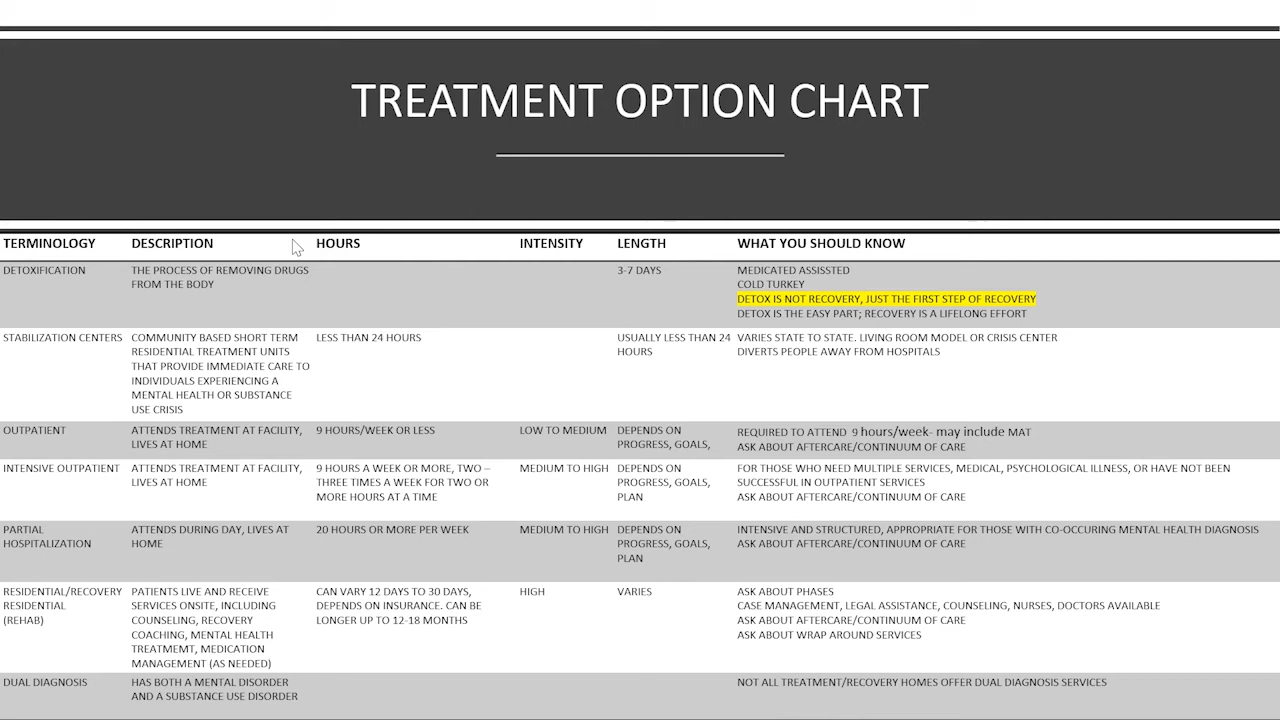 TREATMENT OPTION CHART
TERMINOLOGY DESCRIPTION HOURS INTENSITY LENGTH WHAT YOU SHOULD KNOW
DETOXIFICATION THE PROCESS OF REMOVING DRUGS 3-7 DAYS MEDICATED ASSISSTED
FROM THE BODY COLD TURKEY
DETOX IS NOT RECOVERY, JUST THE FIRST STEP OF RECOVERY
DETOX IS THE EASY PART; RECOVERY IS A LIFELONG EFFORT
STABILIZATION CENTERS COMMUNITY BASED SHORT TERM LESS THAN 24 HOURS USUALLY LESS THAN 24 VARIES STATE TO STATE. LIVING ROOM MODEL OR CRISIS CENTER
RESIDENTIAL TREATMENT UNITS HOURS DIVERTS PEOPLE AWAY FROM HOSPITALS
THAT PROVIDE IMMEDIATE CARE TO
INDIVIDUALS EXPERIENCING A
MENTAL HEALTH OR SUBSTANCE
USE CRISIS
OUTPATIENT ATTENDS TREATMENT AT FACILITY, 9 HOURS/WEEK OR LESS LOW TO MEDIUM DEPENDS ON REQUIRED TO ATTEND 9 hours/week- may include MAT
LIVES AT HOME PROGRESS, GOALS, ASK ABOUT AFTERCARE/CONTINUUM OF CARE
INTENSIVE OUTPATIENT ATTENDS TREATMENT AT FACILITY, 9 HOURS A WEEK OR MORE, TWO – MEDIUM TO HIGH DEPENDS ON FOR THOSE WHO NEED MULTIPLE SERVICES, MEDICAL, PSYCHOLOGICAL ILLNESS, OR HAVE NOT BEEN
LIVES AT HOME THREE TIMES A WEEK FOR TWO OR PROGRESS, GOALS, SUCCESSFUL IN OUTPATIENT SERVICES
MORE HOURS AT A TIME PLAN ASK ABOUT AFTERCARE/CONTINUUM OF CARE
PARTIAL ATTENDS DURING DAY, LIVES AT 20 HOURS OR MORE PER WEEK MEDIUM TO HIGH DEPENDS ON INTENSIVE AND STRUCTURED, APPROPRIATE FOR THOSE WITH CO-OCCURING MENTAL HEALTH DIAGNOSIS
HOSPITALIZATION HOME PROGRESS, GOALS, ASK ABOUT AFTERCARE/CONTINUUM OF CARE
PLAN
RESIDENTIAL/RECOVERY PATIENTS LIVE AND RECEIVE CAN VARY 12 DAYS TO 30 DAYS, HIGH VARIES ASK ABOUT PHASES
RESIDENTIAL SERVICES ONSITE, INCLUDING DEPENDS ON INSURANCE. CAN BE CASE MANAGEMENT, LEGAL ASSISTANCE, COUNSELING, NURSES, DOCTORS AVAILABLE
(REHAB) COUNSELING, RECOVERY LONGER UP TO 12-18 MONTHS ASK ABOUT AFTERCARE/CONTINUUM OF CARE
COACHING, MENTAL HEALTH ASK ABOUT WRAP AROUND SERVICES
TREATMEMT, MEDICATION
MANAGEMENT (AS NEEDED)
DUAL DIAGNOSIS HAS BOTH A MENTAL DISORDER NOT ALL TREATMENT/RECOVERY HOMES OFFER DUAL DIAGNOSIS SERVICES
AND A SUBSTANCE USE DISORDER